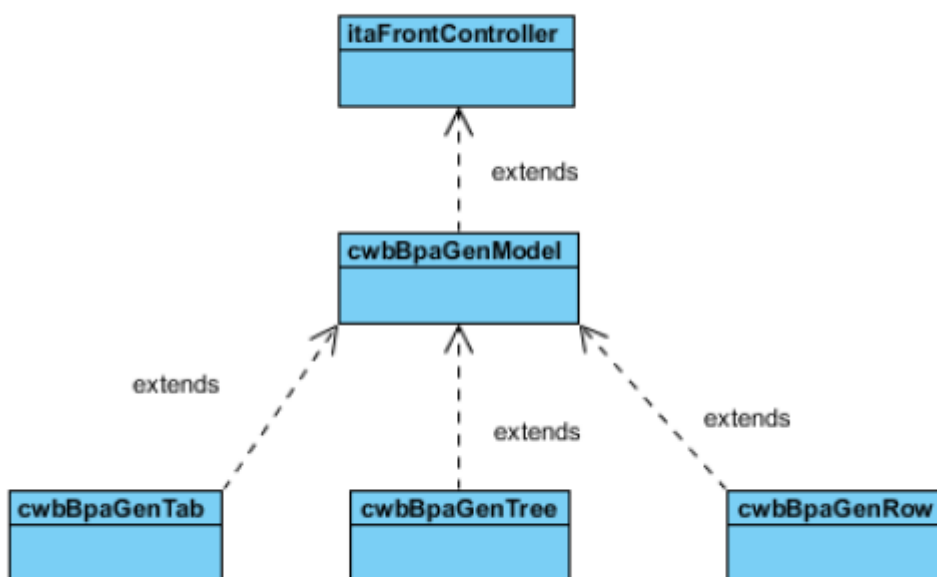 itaFrontController
extends
cwbBpaGenModel
extends
extends
extends
cwbBpaGenTab
cwbBpaGenTree
cwbBpaGenRow